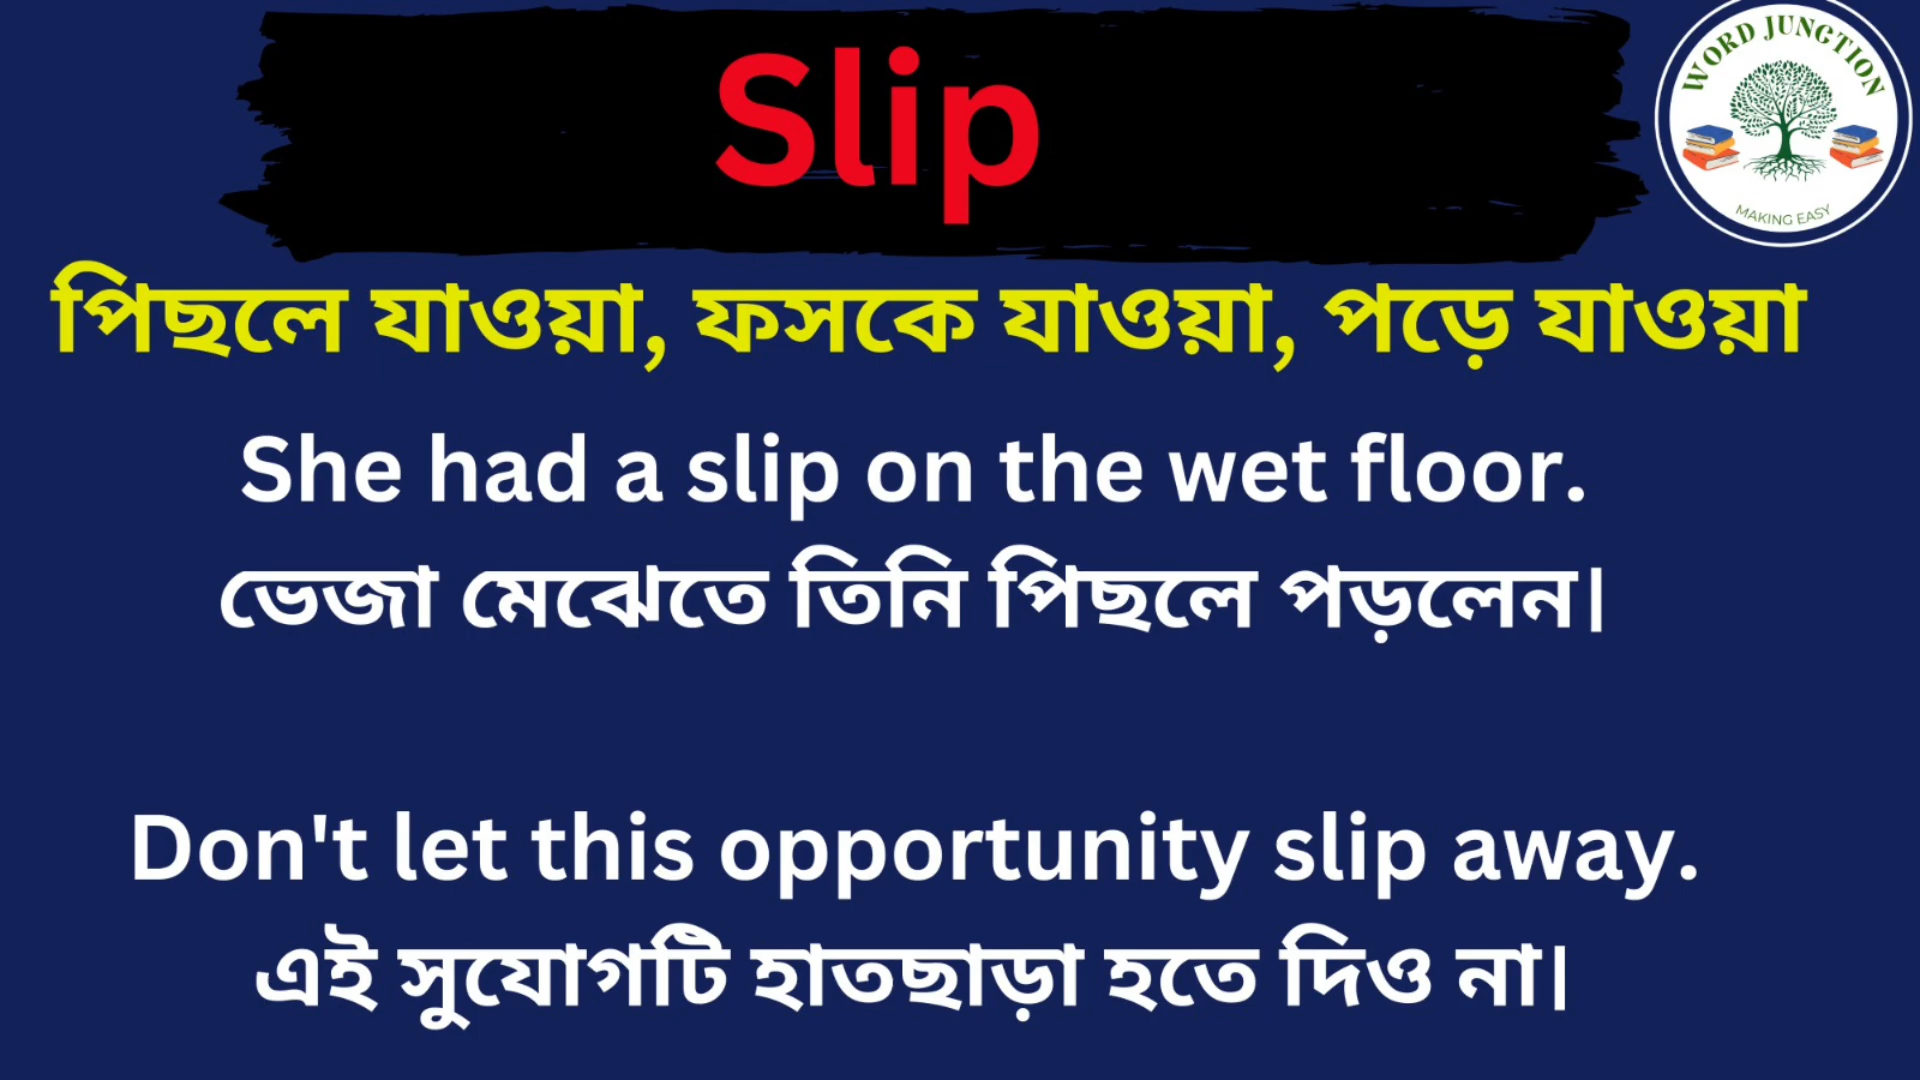 Slip
WORD JUNCTION
MAKING EASY
পিছলে যাওয়া, ফসকে যাওয়া, পড়ে যাওয়া
She had a slip on the wet floor.
ভেজা মেঝেতে তিনি পিছলে পড়লেন।
Don't let this opportunity slip away.
এই সুযোগটি হাতছাড়া হতে দিও না।